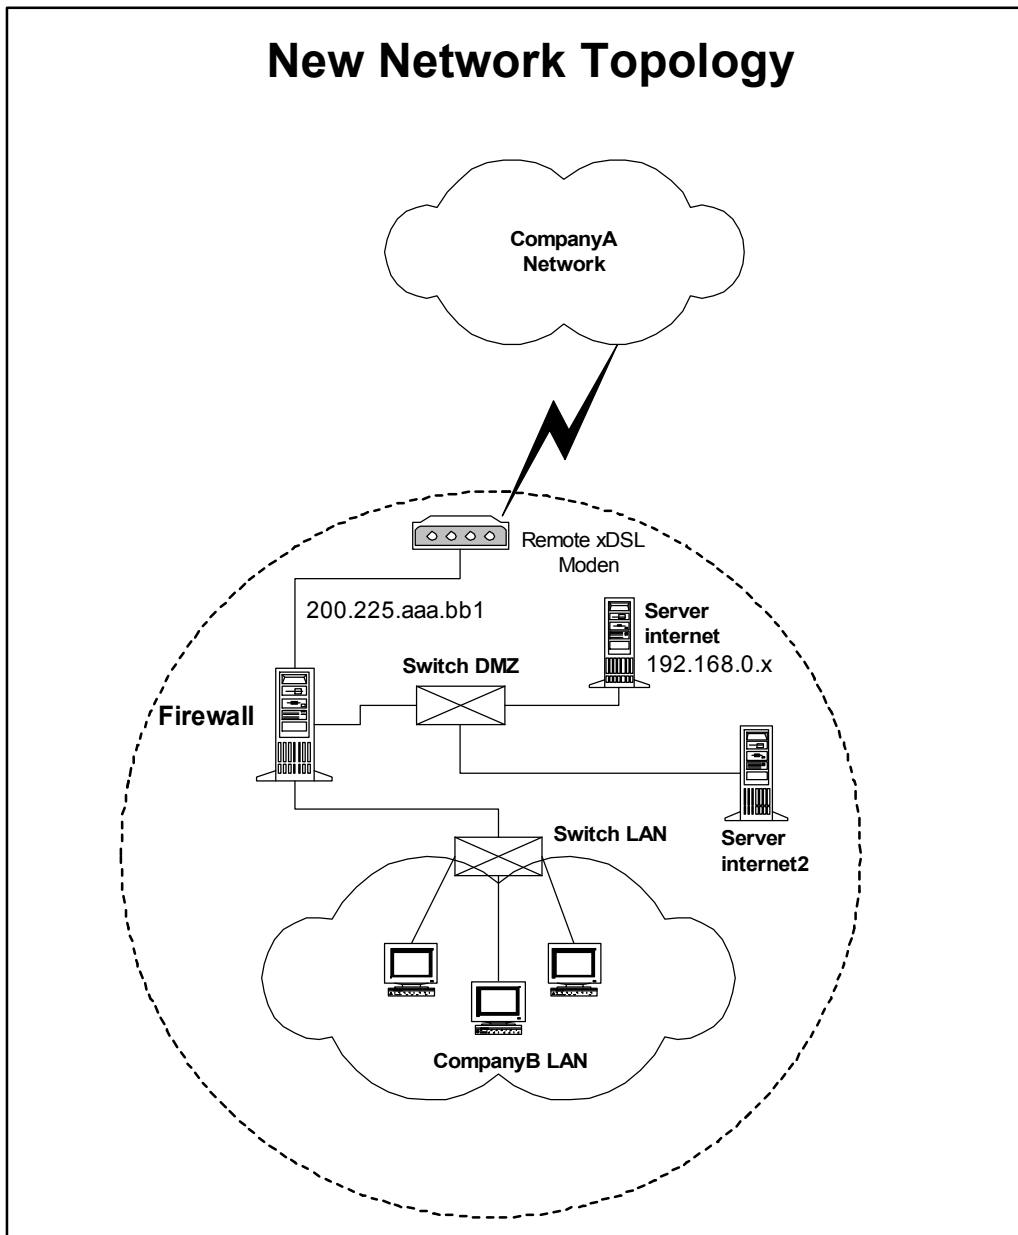 New Network Topology
CompanyA
Network
Remote xDSL
Moden
200.225.aaa.bb1
Server
internet
192.168.0.x
Switch DMZ
Firewall
Switch LAN
Server
internet2
CompanyB LAN